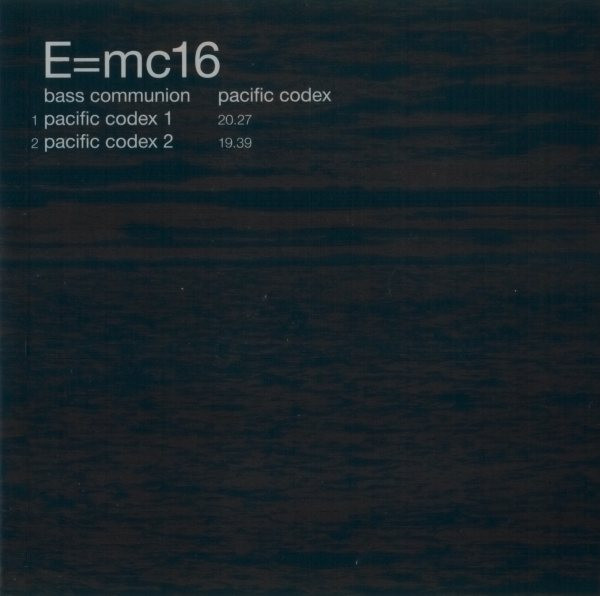 E=mc16
bass communion pacific codex
1 pacific codex 1 20.27
2 pacific codex 2 19.39